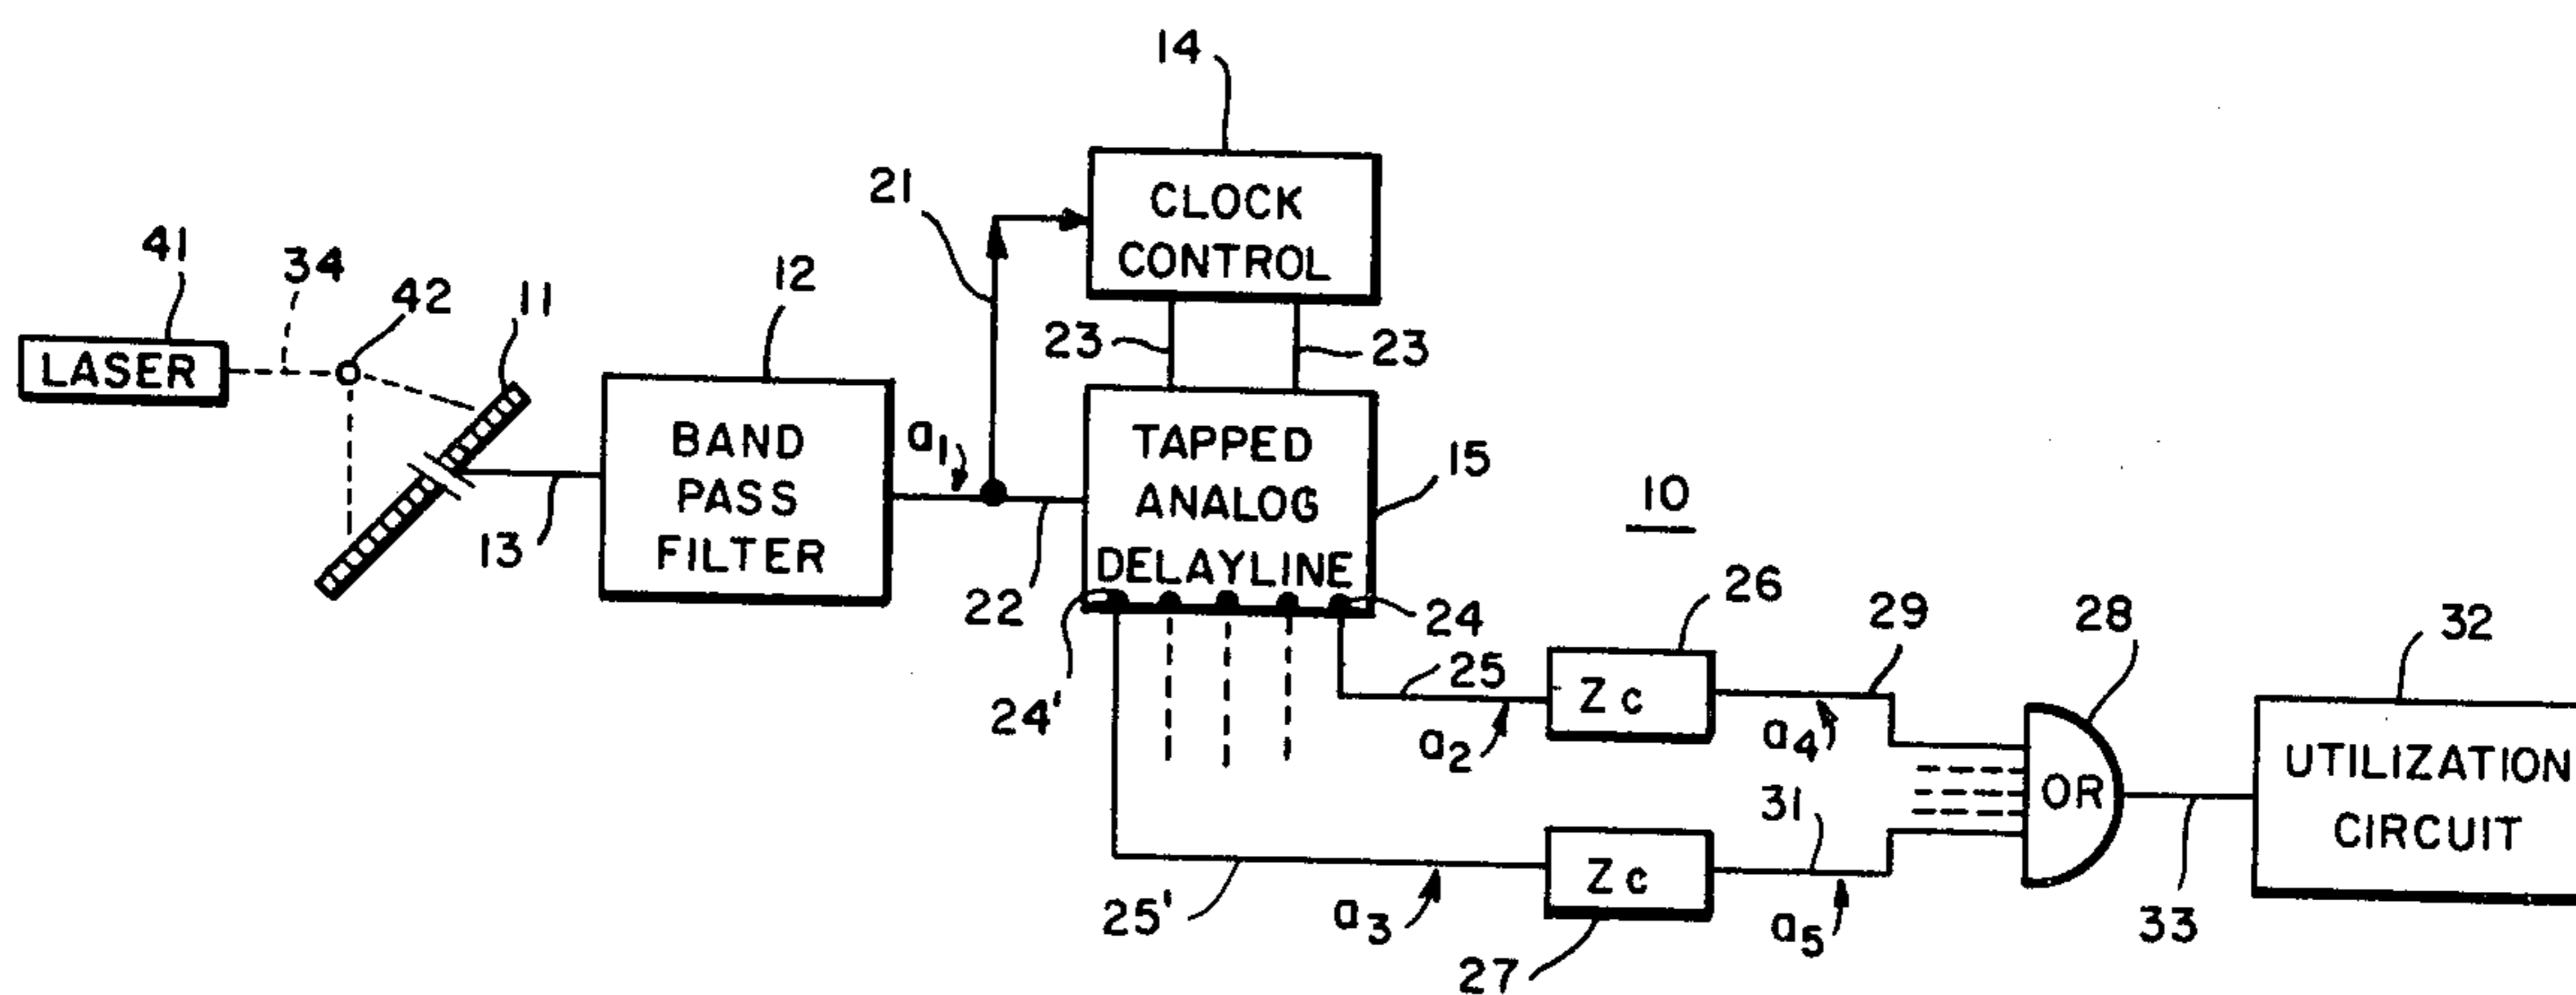 14
CLOCK
CONTROL
21
41
34
42
11
12
23
23
LASER
BAND
PASS
FILTER
a1
TAPPED
ANALOG
DELAYLINE
15
10
13
22
24'
24
25
26
29
28
32
Zc
a2
a4
OR
UTILIZATION
CIRCUIT
31
25'
a3
Zc
a5
33
27